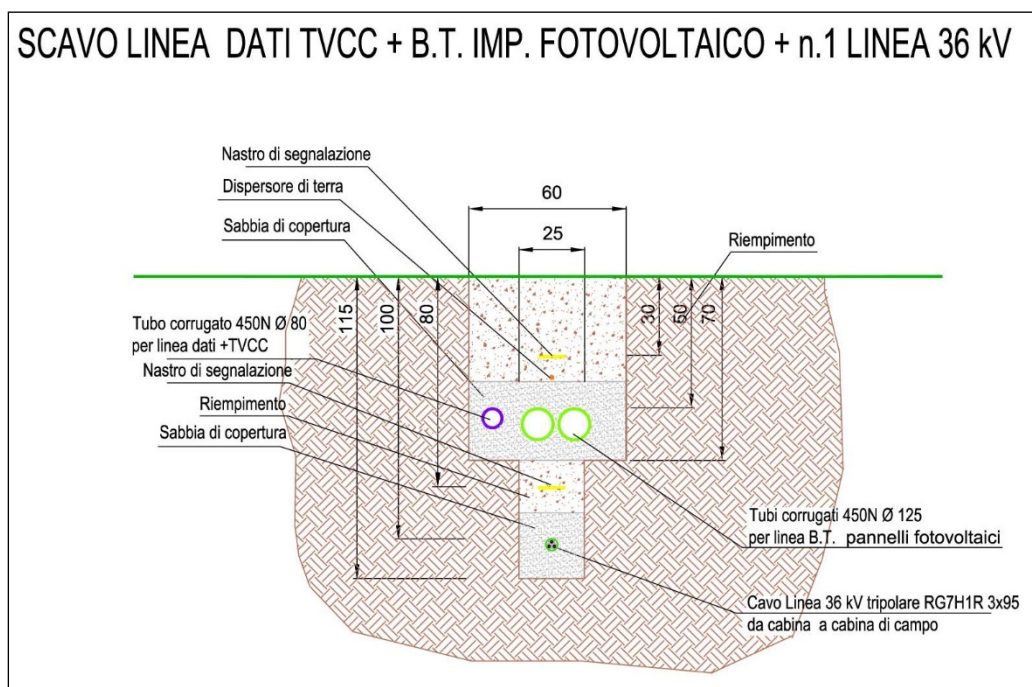 SCAVO LINEA DATI TVCC + B.T. IMP. FOTOVOLTAICO + n.1 LINEA 36 kV
Nastro di segnalazione
Dispersore di terra
Sabbia di copertura
60
25
Riempimento
115
100
80
30
50
70
Tubo corrugato 450N Ø 80
per linea dati +TVCC
Nastro di segnalazione
Riempimento
Sabbia di copertura
Tubi corrugati 450N Ø 125
per linea B.T. pannelli fotovoltaici
Cavo Linea 36 kV tripolare RG7H1R 3x95
da cabina a cabina di campo